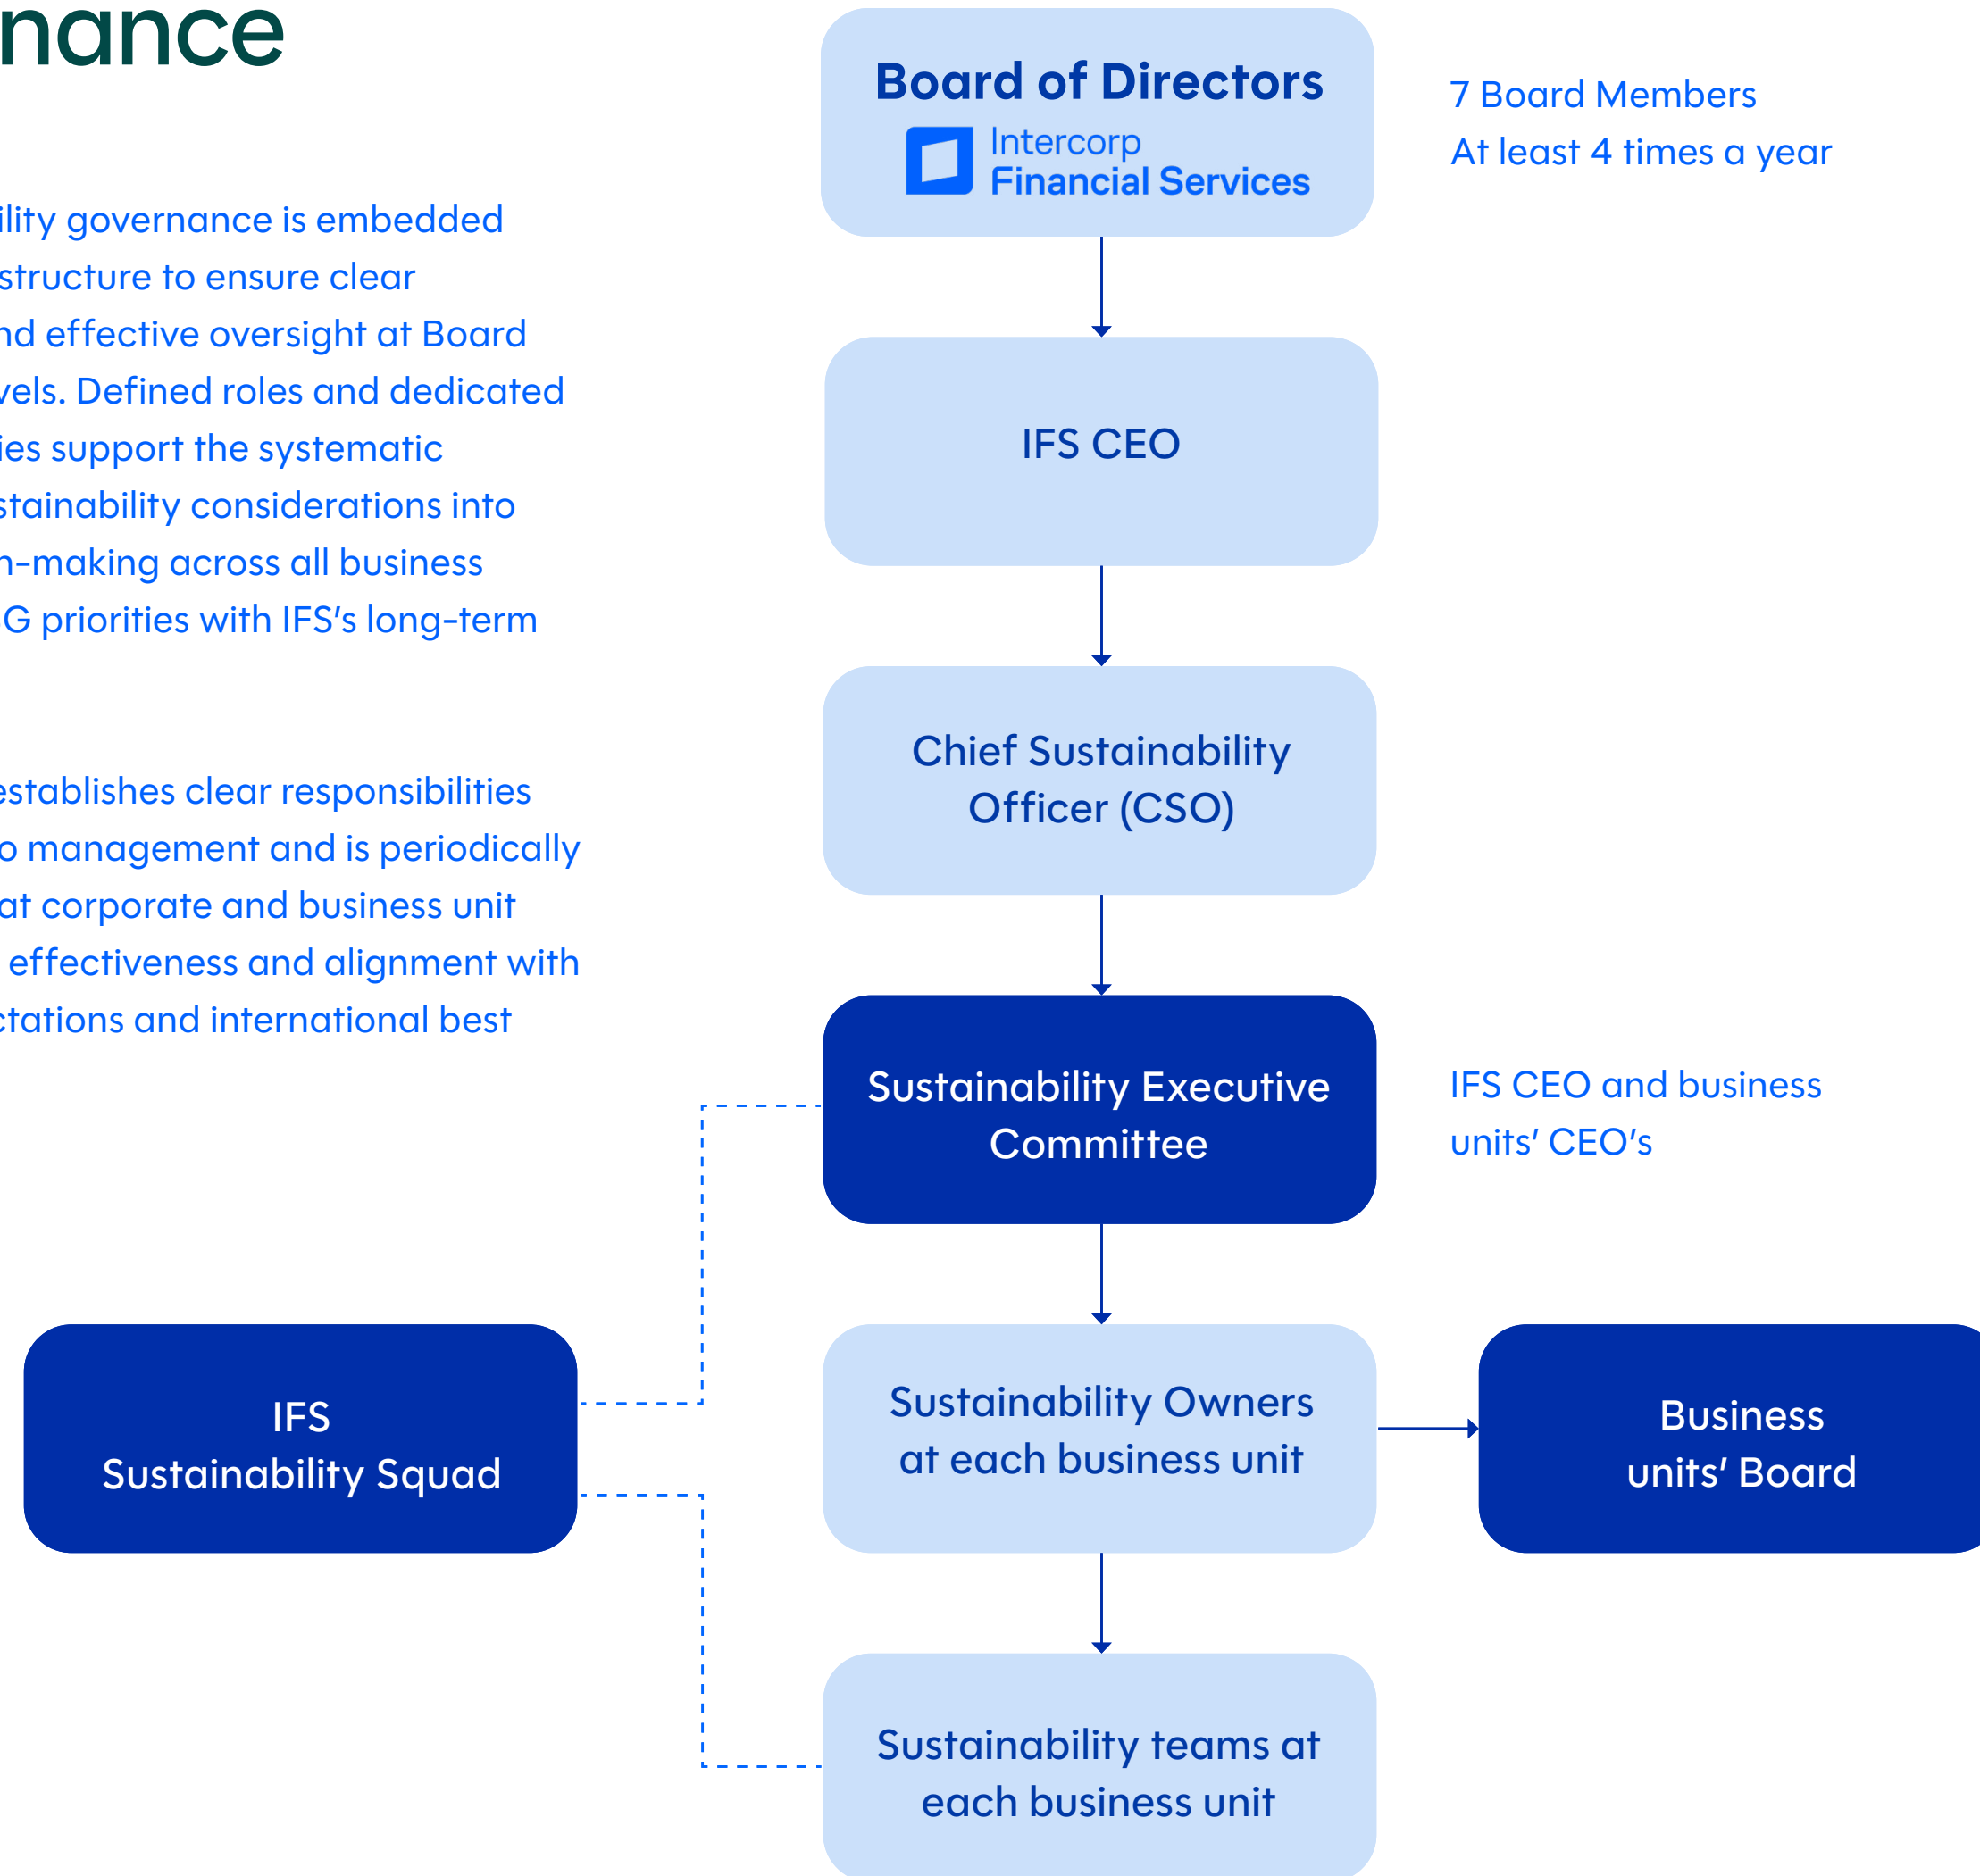 nance
ility governance is embedded
structure to ensure clear
nd effective oversight at Board
vels. Defined roles and dedicated
ies support the systematic
stainability considerations into
n-making across all business
G priorities with IFS's long-term
establishes clear responsibilities
o management and is periodically
at corporate and business unit
effectiveness and alignment with
ctations and international best
Board of Directors
Intercorp
Financial Services
7 Board Members
At least 4 times a year
IFS CEO
Chief Sustainability
Officer (CSO)
Sustainability Executive
Committee
IFS CEO and business
units' CEO's
IFS
Sustainability Squad
Sustainability Owners
at each business unit
Business
units' Board
Sustainability teams at
each business unit